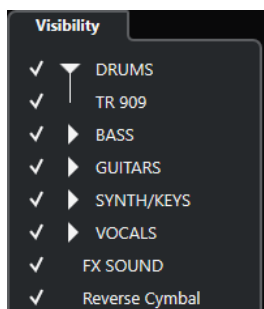 Visibility
DRUMS
TR 909
BASS
GUITARS
SYNTH/KEYS
VOCALS
FX SOUND
Reverse Cymbal